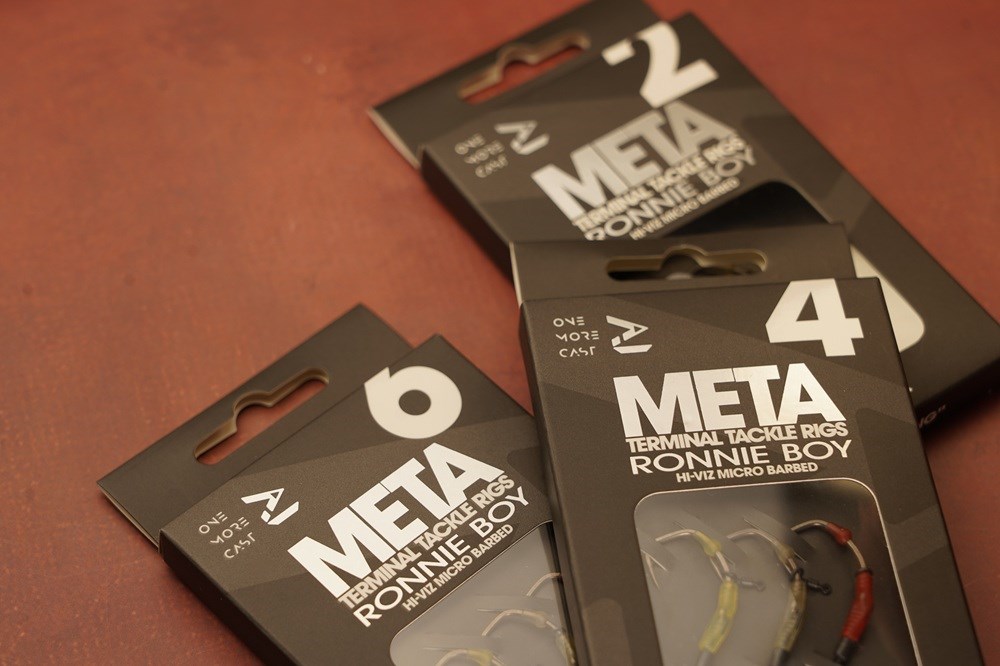 2
ONE
MORE
CAST
META
TERMINAL TACKLE RIGS
RONNIE BOY
HI-VIZ MICRO BARBED
4
ONE
MORE
CAST
META
TERMINAL TACKLE RIGS
RONNIE BOY
HI-VIZ MICRO BARBED
6
ONE
MORE
CAST
META
TERMINAL TACKLE RIGS
RONNIE BOY
HI-VIZ MICRO BARBED